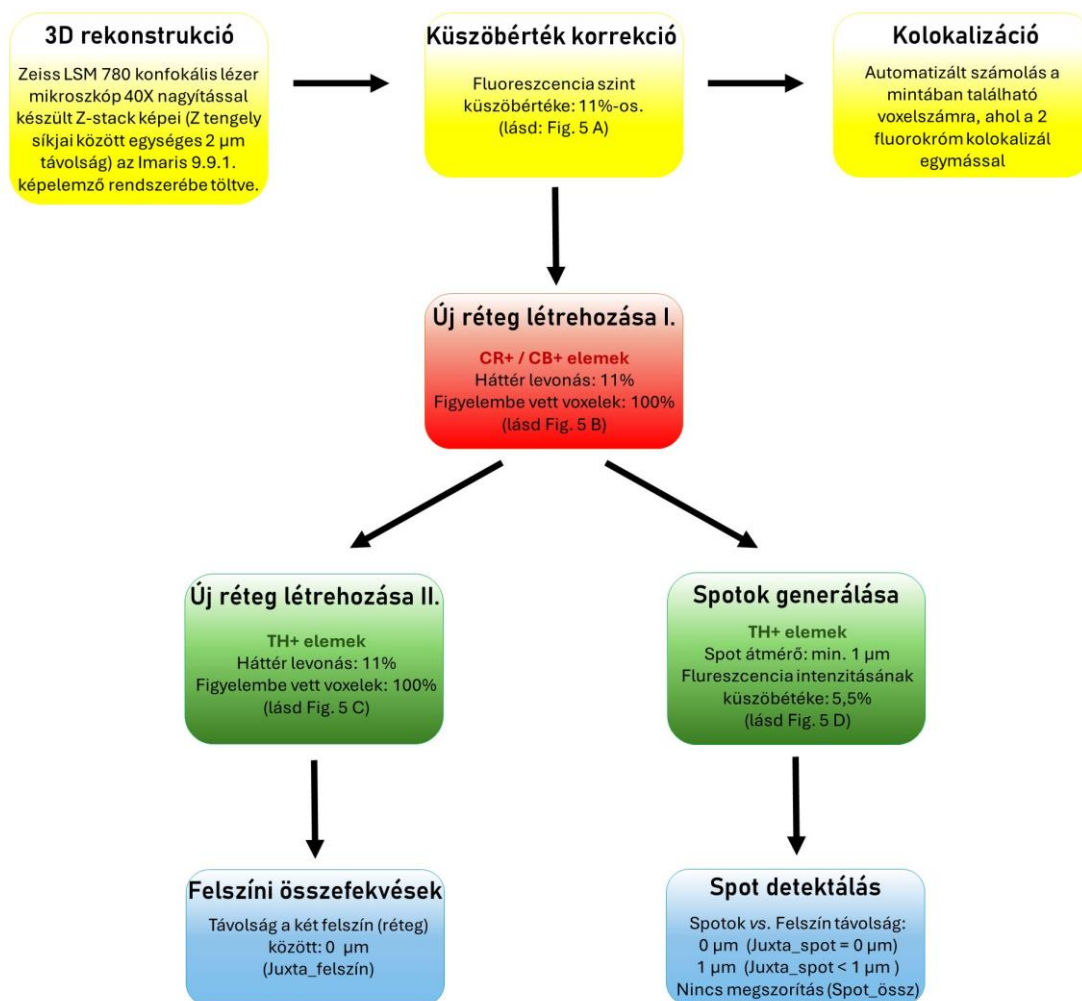 3D rekonstrukció
Zeiss LSM 780 konfokális lézer
mikroszkóp 40X nagyítással
készült Z-stack képei (Z tengely
síkjai között egységes 2 µm
távolság) az Imaris 9.9.1.
képelemző rendszerébe töltve.
Küszöbérték korrekció
Fluoreszcencia szint
küszöbértéke: 11%-os.
(lásd: Fig. 5 A)
Kolokalizáció
Automatizált számolás a
mintában található
voxelszámra, ahol a 2
fluorokróm kolokalizál
egymással
Új réteg létrehozása I.
CR+ / CB+ elemek
Háttér levonás: 11%
Figyelembe vett voxelek: 100%
(lásd Fig. 5 B)
Új réteg létrehozása II.
TH+ elemek
Háttér levonás: 11%
Figyelembe vett voxelek: 100%
(lásd Fig. 5 C)
Spotok generálása
TH+ elemek
Spot átmérő: min. 1 µm
Flureszcencia intenzitásának
küszöbétéke: 5,5%
(lásd Fig. 5 D)
Felszíni összefekvések
Távolság a két felszín (réteg)
között: 0 µm
(Juxta_felszín)
Spot detektálás
Spotok vs. Felszín távolság:
0 µm (Juxta_spot = 0 µm)
1 µm (Juxta_spot < 1 µm )
Nincs megszorítás (Spot_össz)